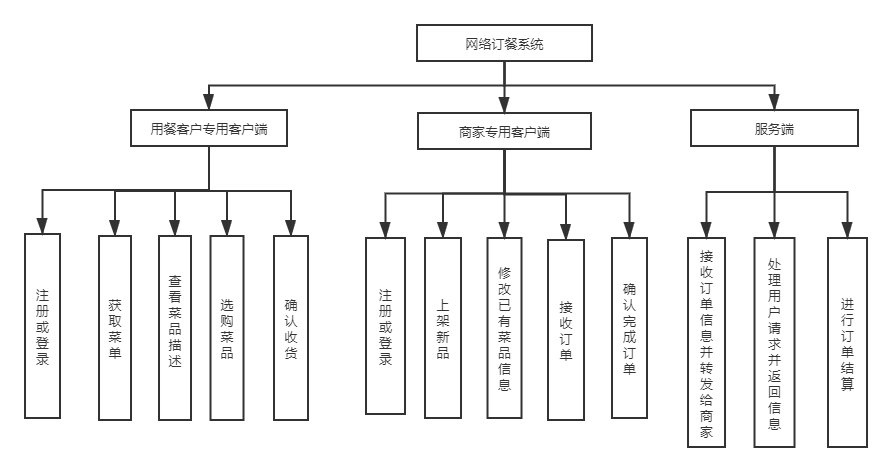 网络订餐系统
用餐客户专用客户端
商家专用客户端
服务端
注册或登录
获取菜单
查看菜品描述
选购菜品
确认收货
注册或登录
上架新品
修改已有菜品信息
接收订单
确认完成订单
接收订单信息并转发给商家
处理用户请求并返回信息
进行订单结算